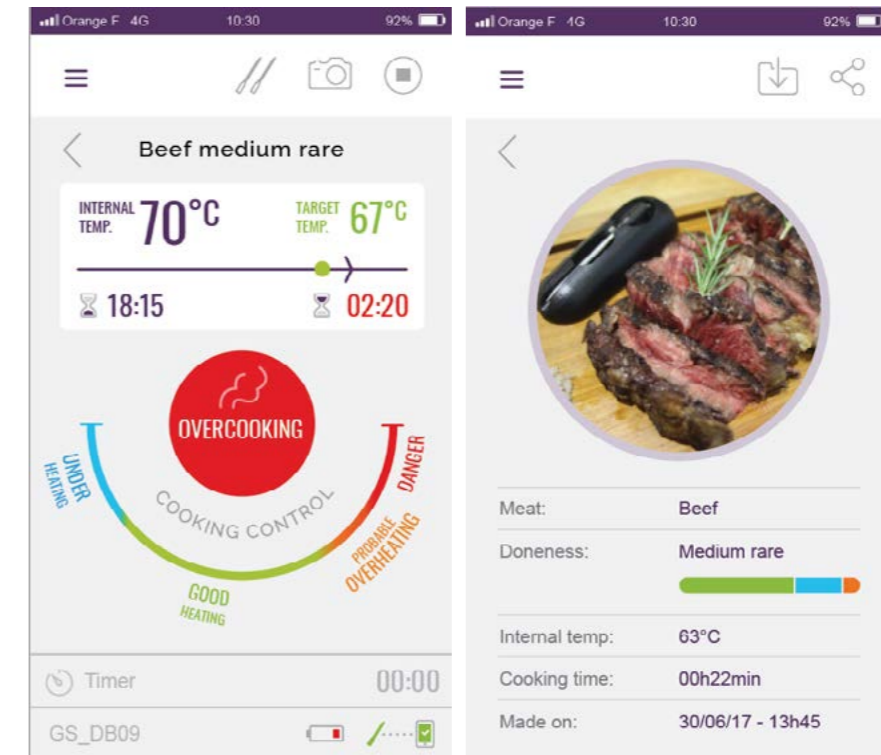 Orange F 4G 10:30 92%
Beef medium rare
INTERNAL TEMP. 70°C TARGET TEMP. 67°C
18:15 02:20
OVERCOOKING
COOKING CONTROL
UNDER HEATING
GOOD HEATING
PROBABLE OVERHEATING
DANGER
Timer 00:00
GS_DB09
Orange F 4G 10:30 92%
Meat: Beef
Doneness: Medium rare
Internal temp: 63°C
Cooking time: 00h22min
Made on: 30/06/17 - 13h45